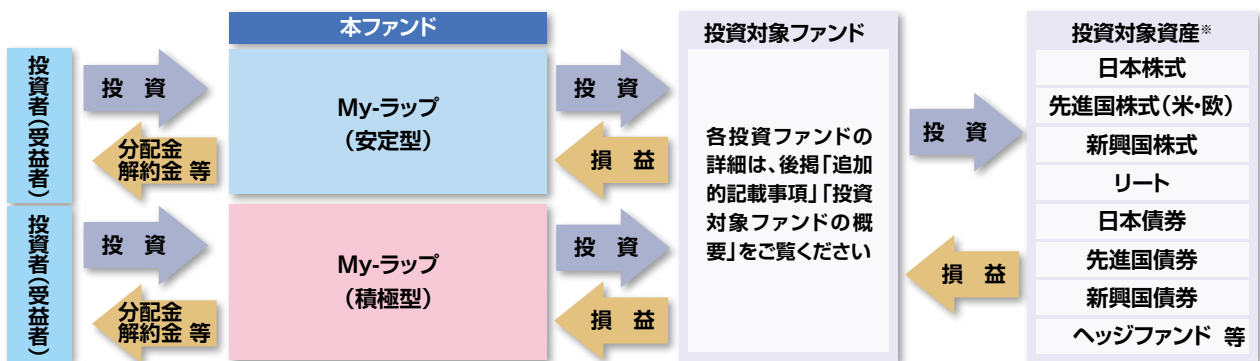 本ファンド
投資対象ファンド
投資対象資産※
投資者(受益者)
投 資
分配金
解約金 等
My-ラップ
(安定型)
投 資
損 益
投資者(受益者)
投 資
分配金
解約金 等
My-ラップ
(積極型)
投 資
損 益
各投資ファンドの
詳細は、後掲「追加
的記載事項」「投資
対象ファンドの概
要」をご覧ください
投 資
損 益
日本株式
先進国株式(米・欧)
新興国株式
リート
日本債券
先進国債券
新興国債券
ヘッジファンド 等